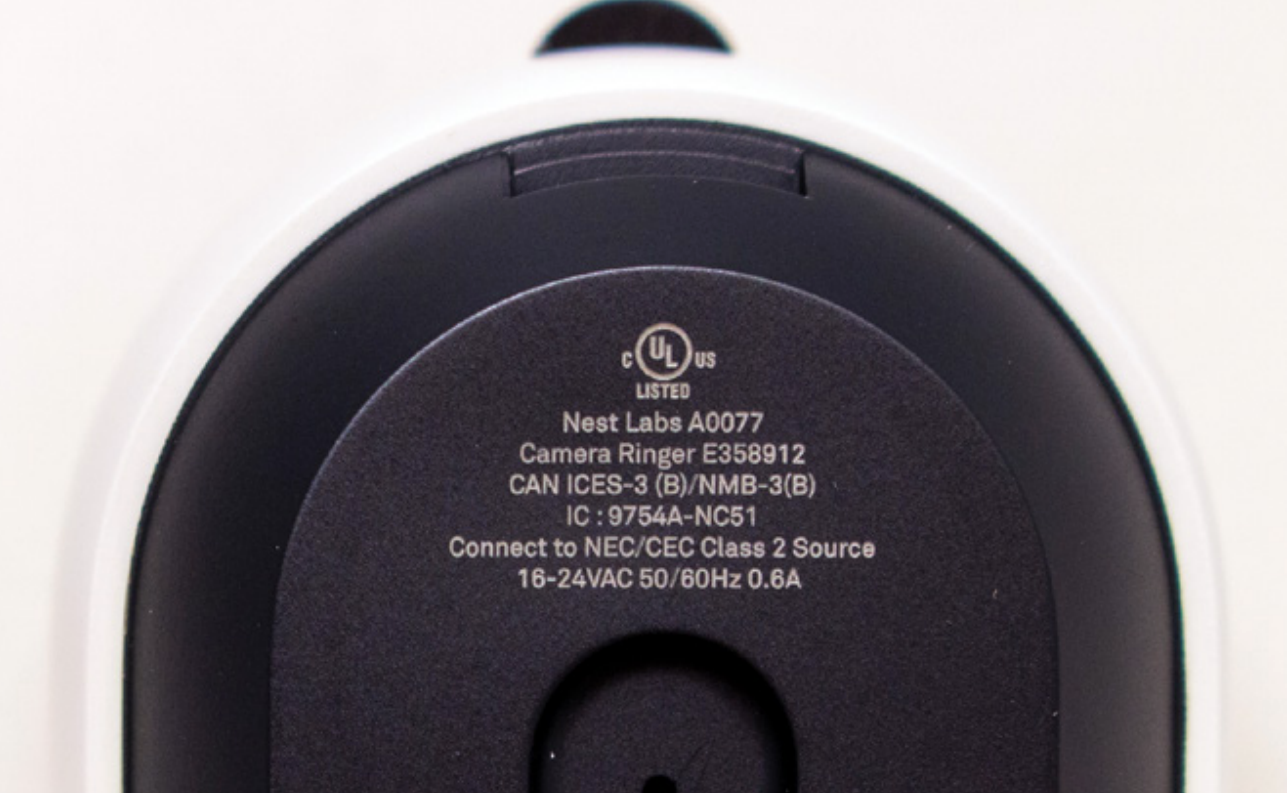 C UL US
LISTED
Nest Labs A0077
Camera Ringer E358912
CAN ICES-3 (B)/NMB-3(B)
IC : 9754A-NC51
Connect to NEC/CEC Class 2 Source
16-24VAC 50/60Hz 0.6A